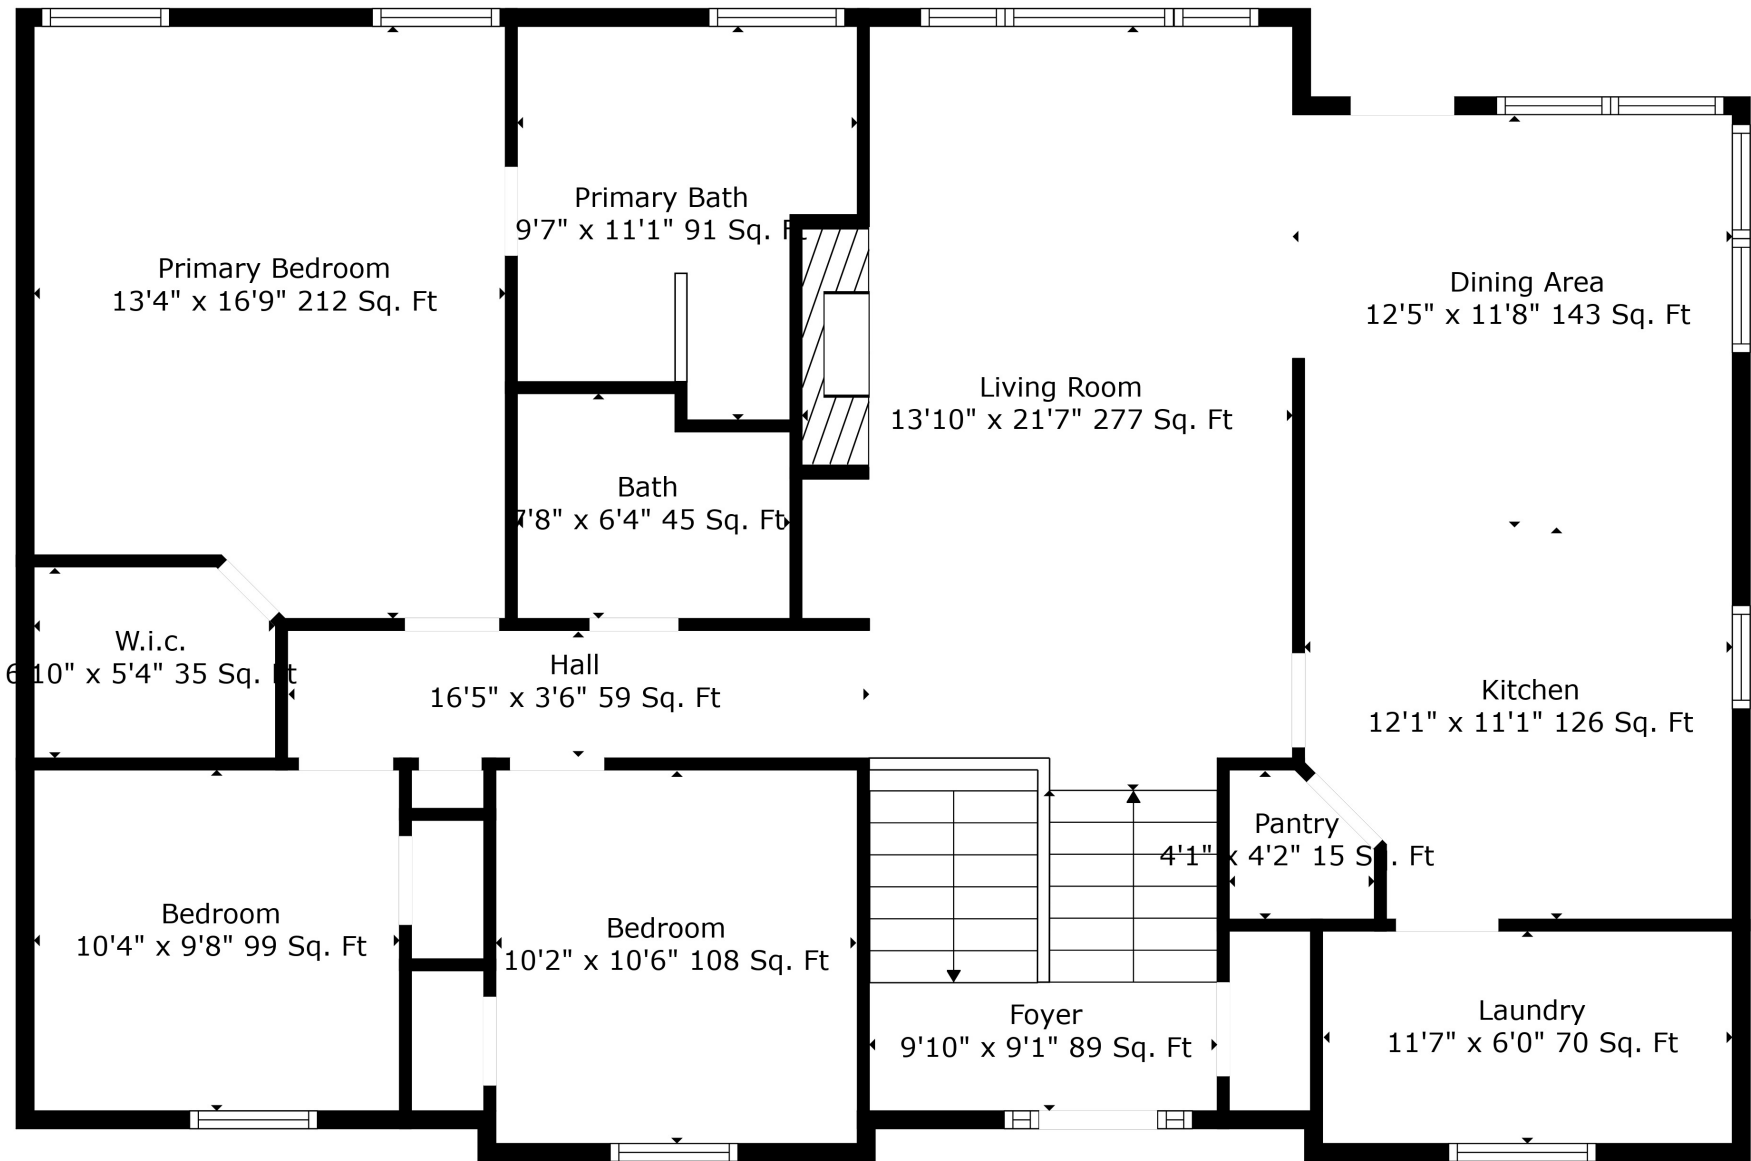 Primary Bedroom
13'4" x 16'9" 212 Sq. Ft
Primary Bath
9'7" x 11'1" 91 Sq. Ft
Living Room
13'10" x 21'7" 277 Sq. Ft
Dining Area
12'5" x 11'8" 143 Sq. Ft
Bath
7'8" x 6'4" 45 Sq. Ft
W.i.c.
6'10" x 5'4" 35 Sq. Ft
Hall
16'5" x 3'6" 59 Sq. Ft
Kitchen
12'1" x 11'1" 126 Sq. Ft
Pantry
4'1" x 4'2" 15 Sq. Ft
Bedroom
10'4" x 9'8" 99 Sq. Ft
Bedroom
10'2" x 10'6" 108 Sq. Ft
Foyer
9'10" x 9'1" 89 Sq. Ft
Laundry
11'7" x 6'0" 70 Sq. Ft